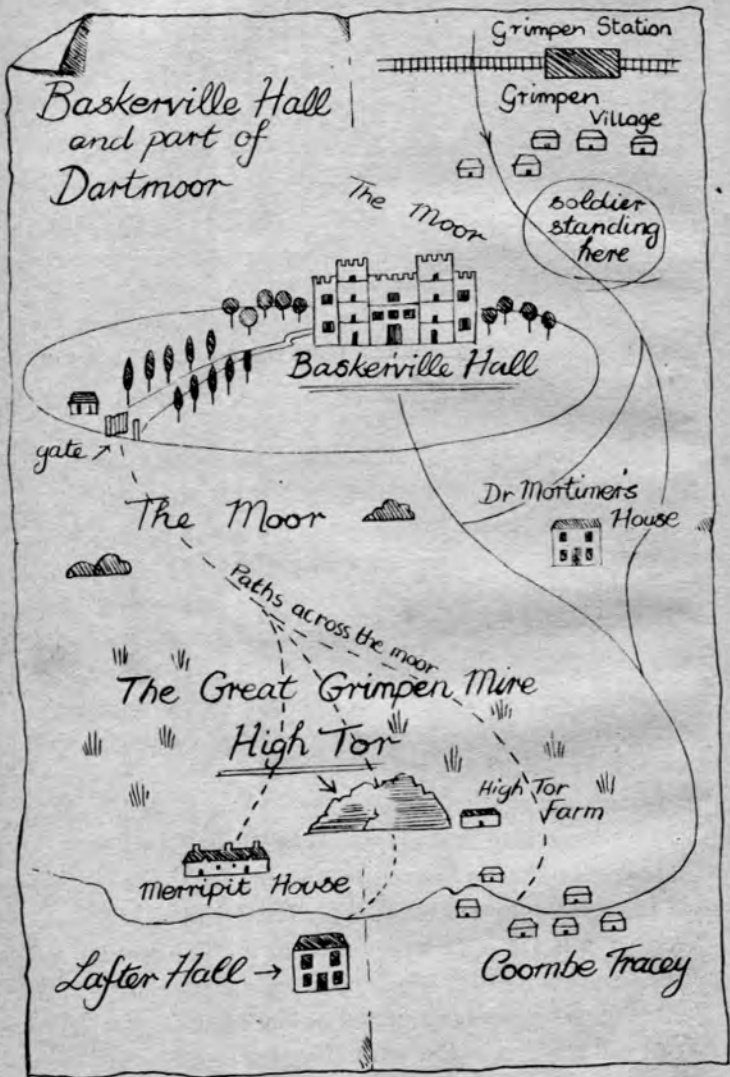 Grimpen Station
Baskerville Hall
and part of
Dartmoor
Grimpen
Village
The Moor
soldier
standing
here
Baskerville Hall
gate
Dr Mortimer's
House
The Moor
Paths across the moor
The Great Grimpen Mire
High Tor
High Tor
Farm
Merripit House
Lafter Hall
Coombe Tracey